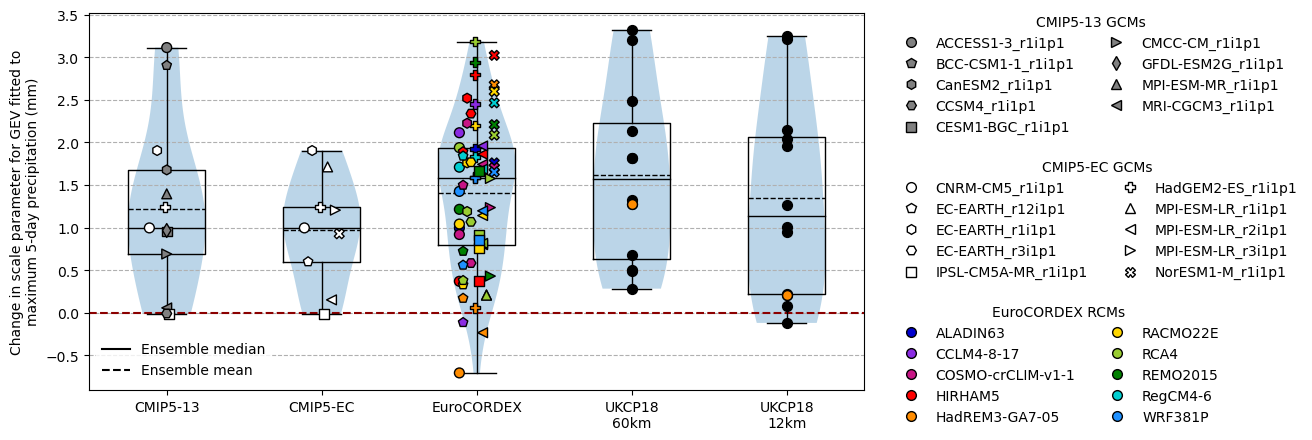 Change in scale parameter for GEV fitted to
maximum 5-day precipitation (mm)
3.5
3.0
2.5
2.0
1.5
1.0
0.5
0.0
−0.5
Ensemble median
Ensemble mean
CMIP5-13
CMIP5-EC
EuroCORDEX
UKCP18
60km
UKCP18
12km
CMIP5-13 GCMs
ACCESS1-3_r1i1p1
BCC-CSM1-1_r1i1p1
CanESM2_r1i1p1
CCSM4_r1i1p1
CESM1-BGC_r1i1p1
CMCC-CM_r1i1p1
GFDL-ESM2G_r1i1p1
MPI-ESM-MR_r1i1p1
MRI-CGCM3_r1i1p1
CMIP5-EC GCMs
CNRM-CM5_r1i1p1
EC-EARTH_r12i1p1
EC-EARTH_r1i1p1
EC-EARTH_r3i1p1
IPSL-CM5A-MR_r1i1p1
HadGEM2-ES_r1i1p1
MPI-ESM-LR_r1i1p1
MPI-ESM-LR_r2i1p1
MPI-ESM-LR_r3i1p1
NorESM1-M_r1i1p1
EuroCORDEX RCMs
ALADIN63
CCLM4-8-17
COSMO-crCLIM-v1-1
HIRHAM5
HadREM3-GA7-05
RACMO22E
RCA4
REMO2015
RegCM4-6
WRF381P